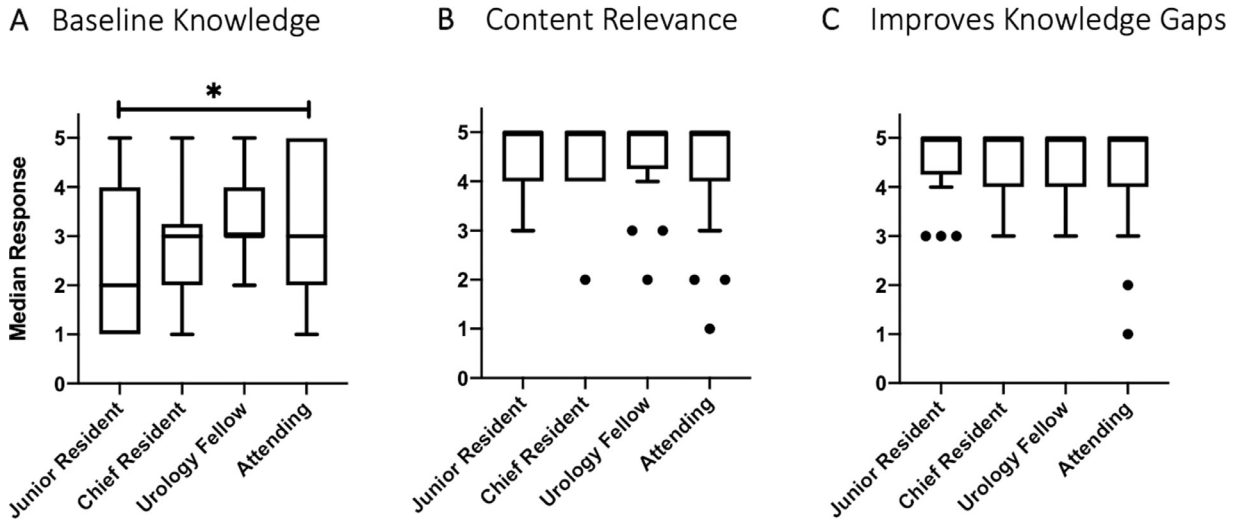 A Baseline Knowledge
B Content Relevance
C Improves Knowledge Gaps
*
Median Response
5
4
3
2
1
0
Junior Resident
Chief Resident
Urology Fellow
Attending
5
4
3
2
1
0
Junior Resident
Chief Resident
Urology Fellow
Attending
5
4
3
2
1
0
Junior Resident
Chief Resident
Urology Fellow
Attending